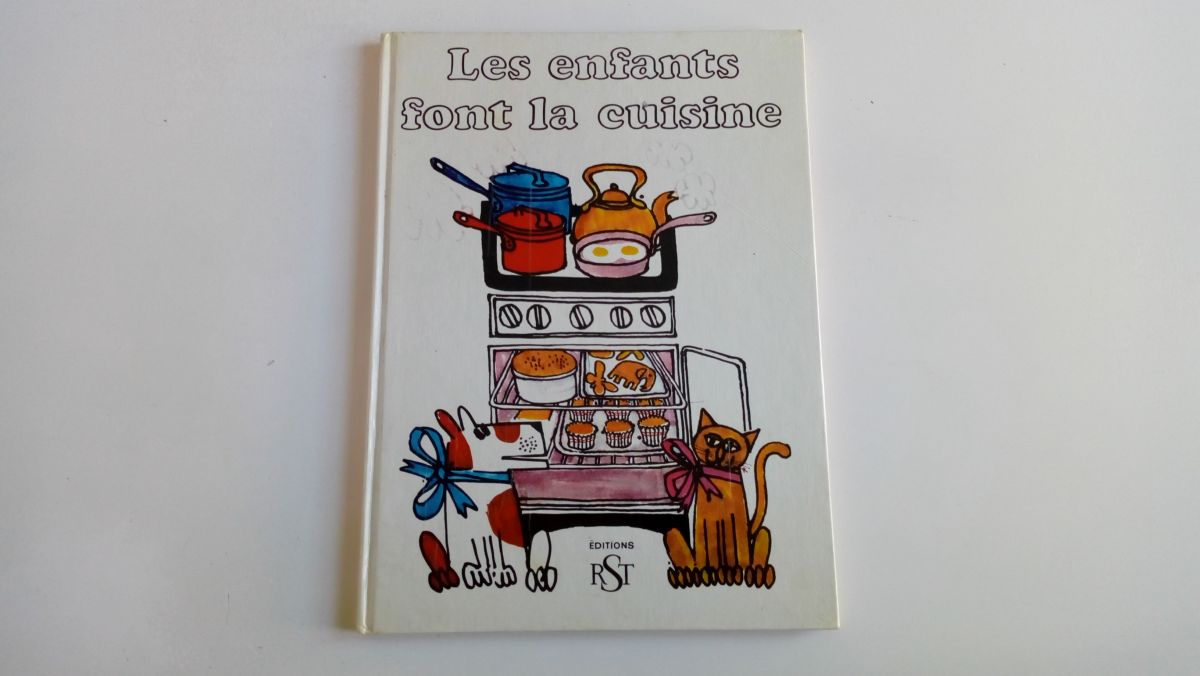 Les enfants
font la cuisine
ÉDITIONS
RST